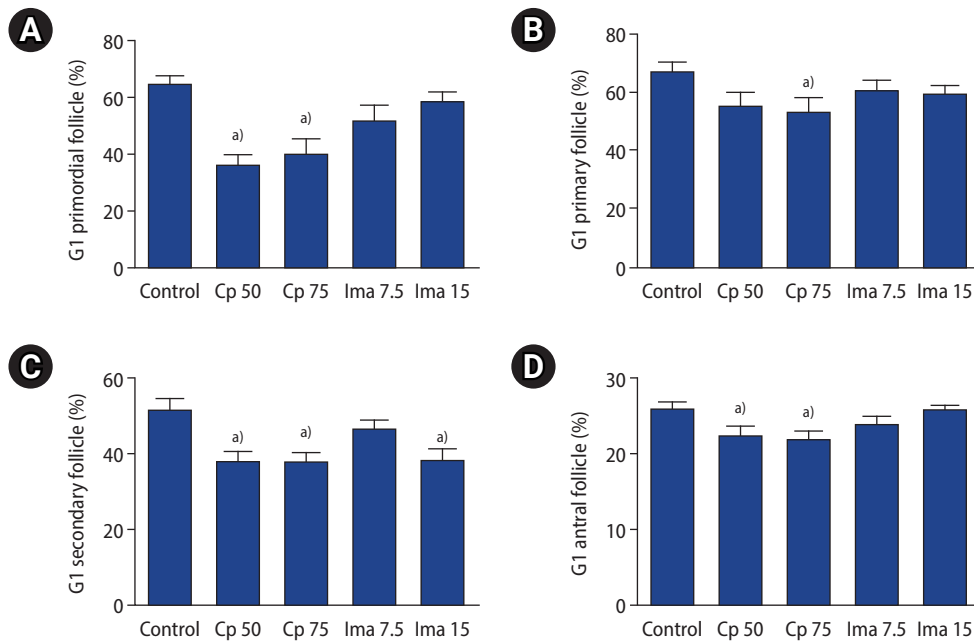 A
G1 primordial follicle (%)
80
60
40
20
0
a)
a)
Control Cp 50 Cp 75 Ima 7.5 Ima 15
B
G1 primary follicle (%)
80
60
40
20
0
a)
Control Cp 50 Cp 75 Ima 7.5 Ima 15
C
G1 secondary follicle (%)
60
40
20
0
a)
a)
a)
Control Cp 50 Cp 75 Ima 7.5 Ima 15
D
G1 antral follicle (%)
30
20
10
0
a)
a)
Control Cp 50 Cp 75 Ima 7.5 Ima 15